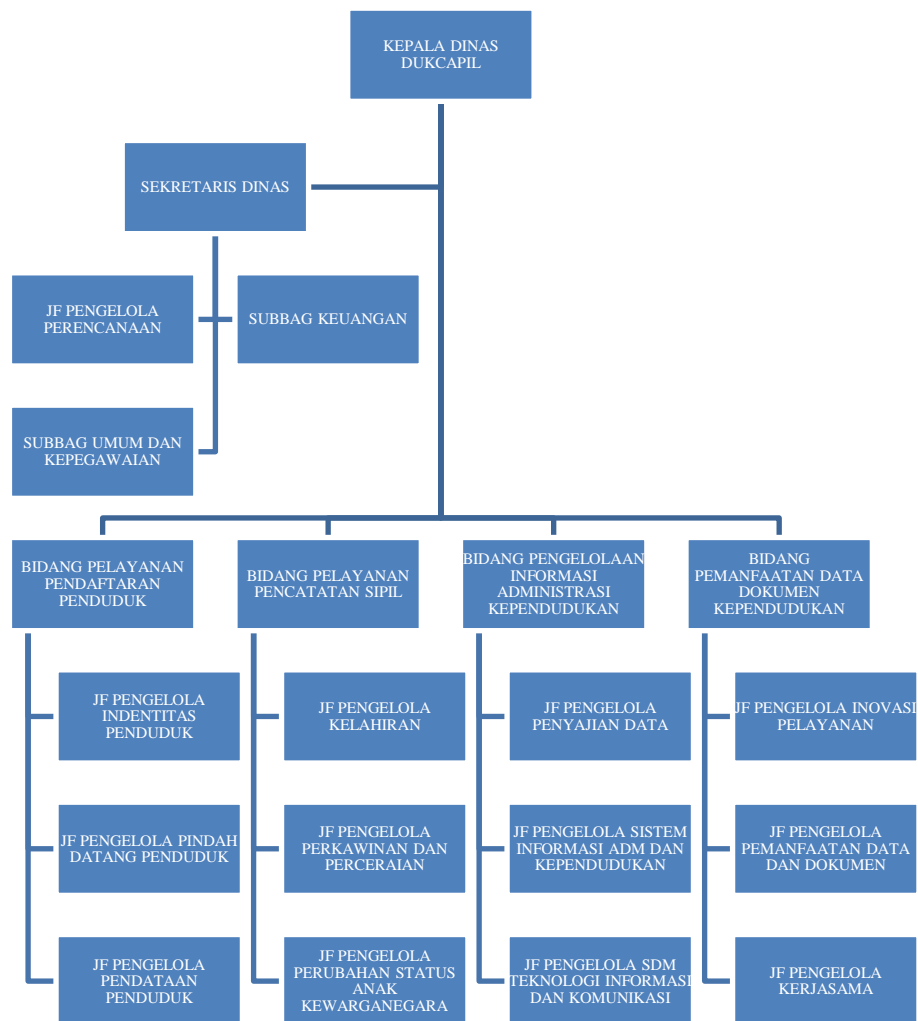 KEPALA DINAS
DUKCAPIL
SEKRETARIS DINAS
JF PENGELOLA
PERENCANAAN
SUBBAG KEUANGAN
SUBBAG UMUM DAN
KEPEGAWAIAN
BIDANG PELAYANAN
PENDAFTARAN
PENDUDUK
JF PENGELOLA
INDENTITAS
PENDUDUK
JF PENGELOLA PINDAH
DATANG PENDUDUK
JF PENGELOLA
PENDATAAN
PENDUDUK
BIDANG PELAYANAN
PENCATATAN SIPIL
JF PENGELOLA
KELAHIRAN
JF PENGELOLA
PERKAWINAN DAN
PERCERAIAN
JF PENGELOLA
PERUBAHAN STATUS
ANAK
KEWARGANEGARA
BIDANG PENGELOLAAN
INFORMASI
ADMINISTRASI
KEPENDUDUKAN
JF PENGELOLA
PENYAJIAN DATA
JF PENGELOLA SISTEM
INFORMASI ADM DAN
KEPENDUDUKAN
JF PENGELOLA SDM
TEKNOLOGI INFORMASI
DAN KOMUNIKASI
BIDANG
PEMANFAATAN DATA
DOKUMEN
KEPENDUDUKAN
JF PENGELOLA INOVASI
PELAYANAN
JF PENGELOLA
PEMANFAATAN DATA
DAN DOKUMEN
JF PENGELOLA
KERJASAMA